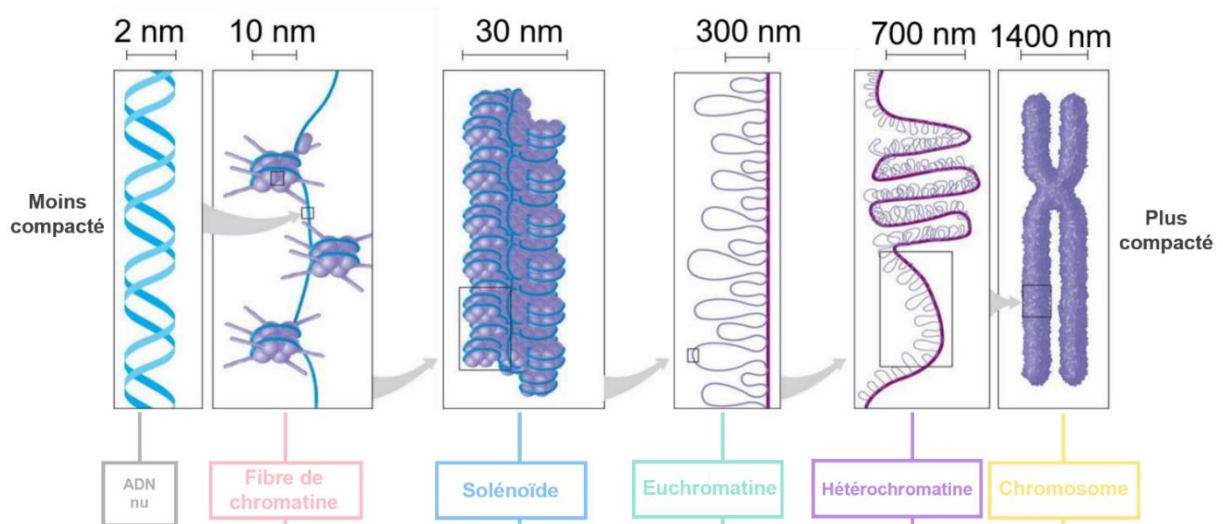 2 nm
10 nm
30 nm
300 nm
700 nm
1400 nm
Moins
compacté
Plus
compacté
ADN
nu
Fibre de
chromatine
Solénoïde
Euchromatine
Hétérochromatine
Chromosome